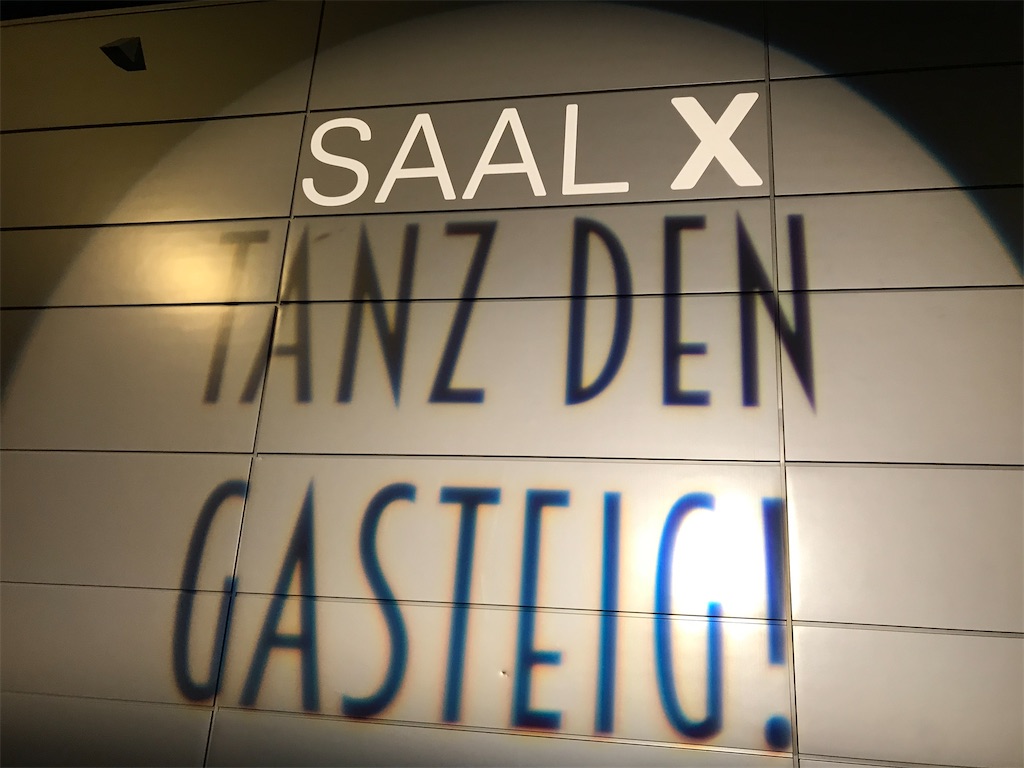 SAAL X
TANZ DEN
GASTEIG!